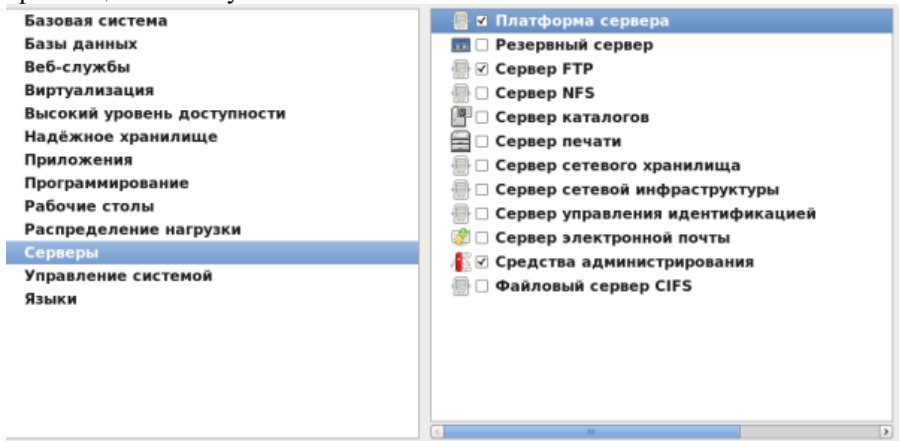 Базовая система
Базы данных
Веб-службы
Виртуализация
Высокий уровень доступности
Надёжное хранилище
Приложения
Программирование
Рабочие столы
Распределение нагрузки
Серверы
Управление системой
Языки
Платформа сервера
Резервный сервер
Сервер FTP
Сервер NFS
Сервер каталогов
Сервер печати
Сервер сетевого хранилища
Сервер сетевой инфраструктуры
Сервер управления идентификацией
Сервер электронной почты
Средства администрирования
Файловый сервер CIFS